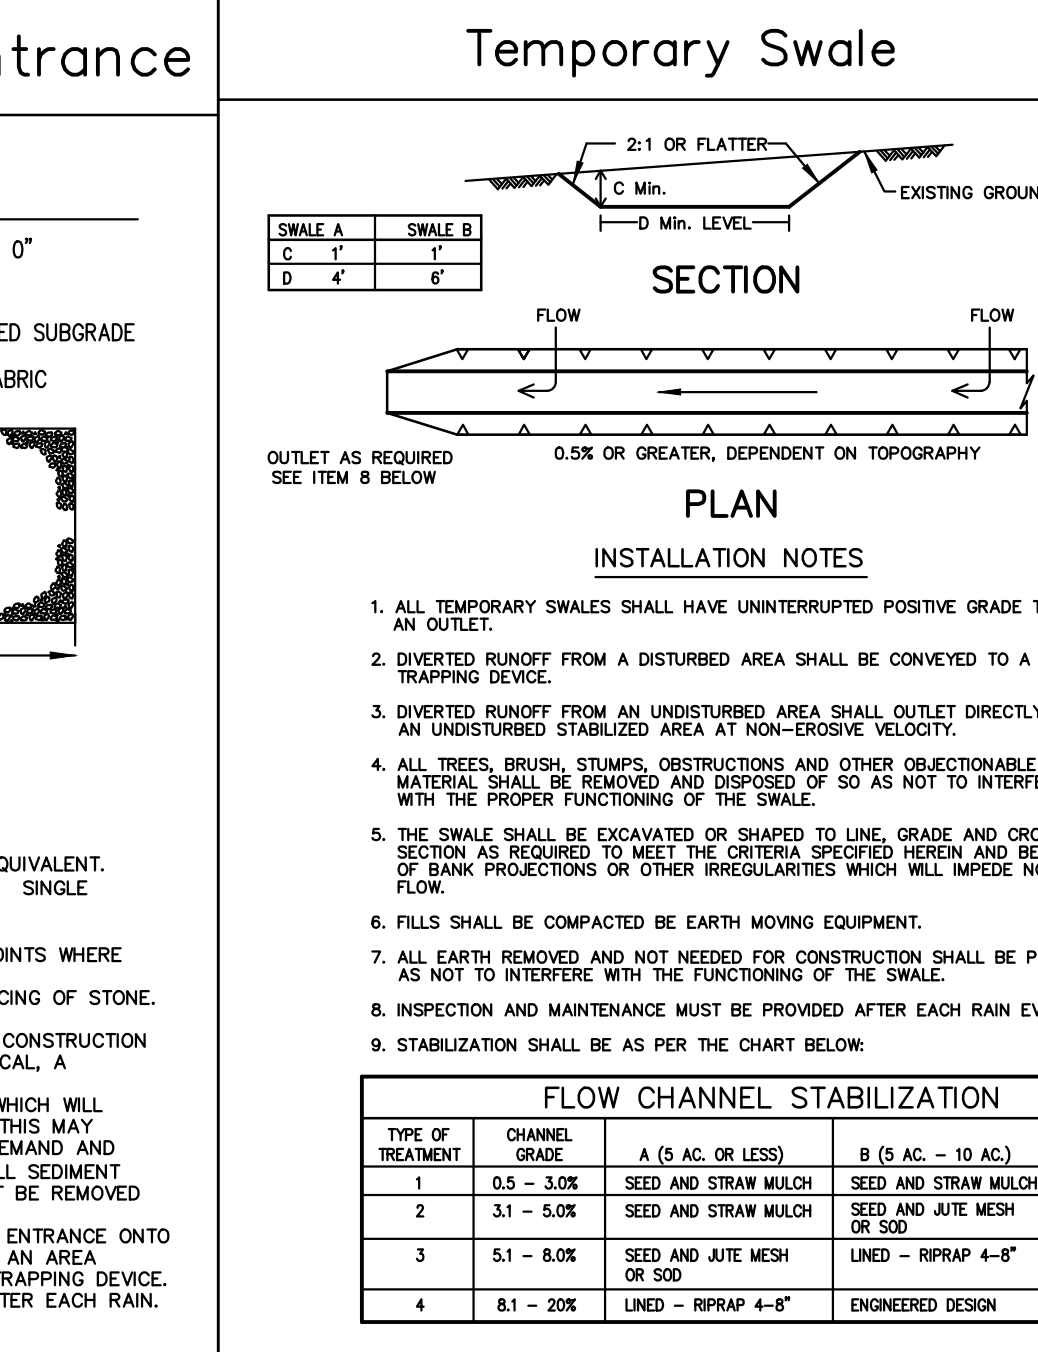 trance
0"
ED SUBGRADE
ABRIC
QUIVALENT.
SINGLE
OINTS WHERE
CING OF STONE.
CONSTRUCTION
CAL, A
WHICH WILL
THIS MAY
EMAND AND
LL SEDIMENT
T BE REMOVED
ENTRANCE ONTO
AN AREA
TRAPPING DEVICE.
TER EACH RAIN.
Temporary Swale
2:1 OR FLATTER
C Min.
EXISTING GROUN
D Min. LEVEL
SWALE A SWALE B
C 1' 1'
D 4' 6'
SECTION
FLOW FLOW
OUTLET AS REQUIRED
SEE ITEM 8 BELOW
0.5% OR GREATER, DEPENDENT ON TOPOGRAPHY
PLAN
INSTALLATION NOTES
1. ALL TEMPORARY SWALES SHALL HAVE UNINTERRUPTED POSITIVE GRADE T
AN OUTLET.
2. DIVERTED RUNOFF FROM A DISTURBED AREA SHALL BE CONVEYED TO A
TRAPPING DEVICE.
3. DIVERTED RUNOFF FROM AN UNDISTURBED AREA SHALL OUTLET DIRECTLY
AN UNDISTURBED STABILIZED AREA AT NON-EROSIVE VELOCITY.
4. ALL TREES, BRUSH, STUMPS, OBSTRUCTIONS AND OTHER OBJECTIONABLE
MATERIAL SHALL BE REMOVED AND DISPOSED OF SO AS NOT TO INTERFE
WITH THE PROPER FUNCTIONING OF THE SWALE.
5. THE SWALE SHALL BE EXCAVATED OR SHAPED TO LINE, GRADE AND CRO
SECTION AS REQUIRED TO MEET THE CRITERIA SPECIFIED HEREIN AND BE
OF BANK PROJECTIONS OR OTHER IRREGULARITIES WHICH WILL IMPEDE NO
FLOW.
6. FILLS SHALL BE COMPACTED BE EARTH MOVING EQUIPMENT.
7. ALL EARTH REMOVED AND NOT NEEDED FOR CONSTRUCTION SHALL BE P
AS NOT TO INTERFERE WITH THE FUNCTIONING OF THE SWALE.
8. INSPECTION AND MAINTENANCE MUST BE PROVIDED AFTER EACH RAIN EV
9. STABILIZATION SHALL BE AS PER THE CHART BELOW:
FLOW CHANNEL STABILIZATION
TYPE OF CHANNEL
TREATMENT GRADE A (5 AC. OR LESS) B (5 AC. - 10 AC.)
1 0.5 - 3.0% SEED AND STRAW MULCH SEED AND STRAW MULCH
2 3.1 - 5.0% SEED AND STRAW MULCH SEED AND JUTE MESH
OR SOD
3 5.1 - 8.0% SEED AND JUTE MESH LINED - RIPRAP 4-8"
OR SOD
4 8.1 - 20% LINED - RIPRAP 4-8" ENGINEERED DESIGN